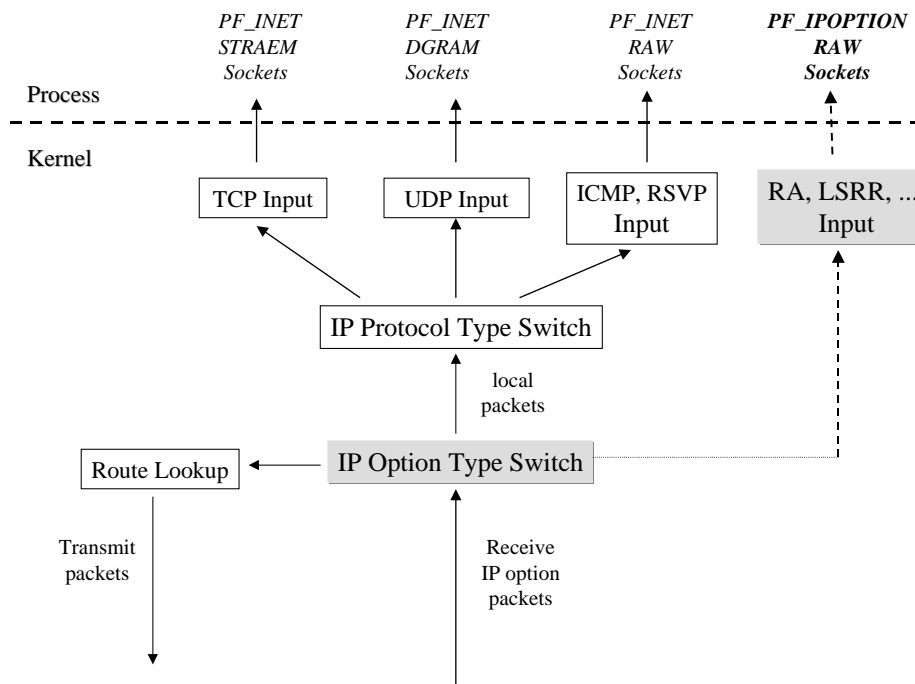 PF_INET
STRAEM
Sockets
PF_INET
DGRAM
Sockets
PF_INET
RAW
Sockets
PF_IPOPTION
RAW
Sockets
Process
Kernel
TCP Input
UDP Input
ICMP, RSVP
Input
RA, LSRR, ...
Input
IP Protocol Type Switch
local
packets
Route Lookup
IP Option Type Switch
Transmit
packets
Receive
IP option
packets